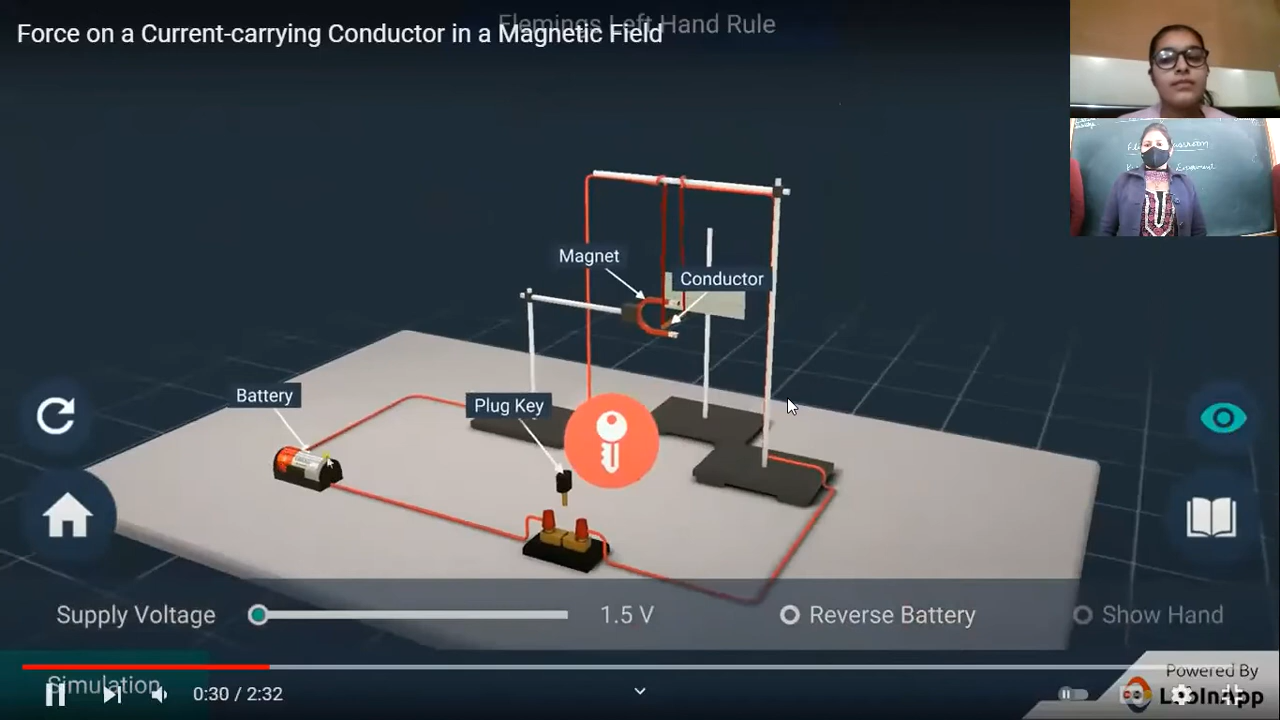 Flemings Left Hand Rule
Force on a Current-carrying Conductor in a Magnetic Field
Magnet
Conductor
Battery
Plug Key
Supply Voltage
1.5 V
Reverse Battery
Show Hand
Simulation
0:30 / 2:32
Powered By
LabInApp